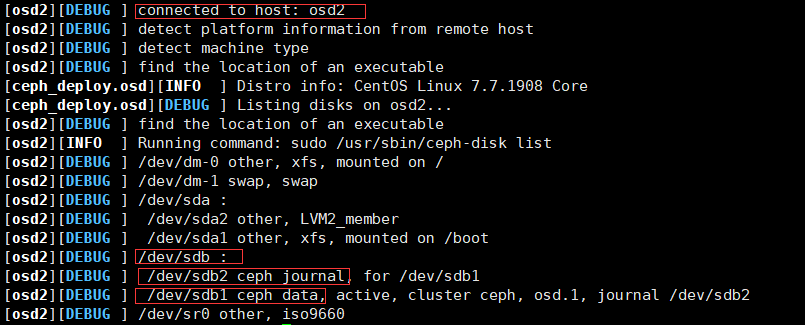 [osd2][DEBUG ] connected to host: osd2
[osd2][DEBUG ] detect platform information from remote host
[osd2][DEBUG ] detect machine type
[osd2][DEBUG ] find the location of an executable
[ceph_deploy.osd][INFO  ] Distro info: CentOS Linux 7.7.1908 Core
[ceph_deploy.osd][DEBUG ] Listing disks on osd2...
[osd2][DEBUG ] find the location of an executable
[osd2][INFO  ] Running command: sudo /usr/sbin/ceph-disk list
[osd2][DEBUG ] /dev/dm-0 other, xfs, mounted on /
[osd2][DEBUG ] /dev/dm-1 swap, swap
[osd2][DEBUG ] /dev/sda :
[osd2][DEBUG ]  /dev/sda2 other, LVM2_member
[osd2][DEBUG ]  /dev/sda1 other, xfs, mounted on /boot
[osd2][DEBUG ] /dev/sdb :
[osd2][DEBUG ]  /dev/sdb2 ceph journal, for /dev/sdb1
[osd2][DEBUG ]  /dev/sdb1 ceph data, active, cluster ceph, osd.1, journal /dev/sdb2
[osd2][DEBUG ] /dev/sr0 other, iso9660